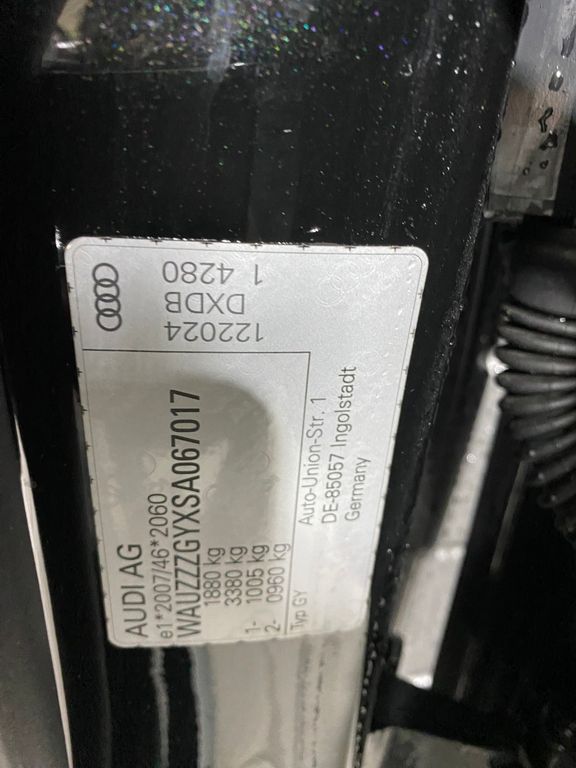 AUDI AG
e1*2007/46*2060
WAUZZZGYXSA067017
1880 kg
3380 kg
1- 1005 kg
2- 0960 kg
Typ GY
Auto-Union-Str. 1
DE-85057 Ingolstadt
Germany
122024
DXDB
1 4280